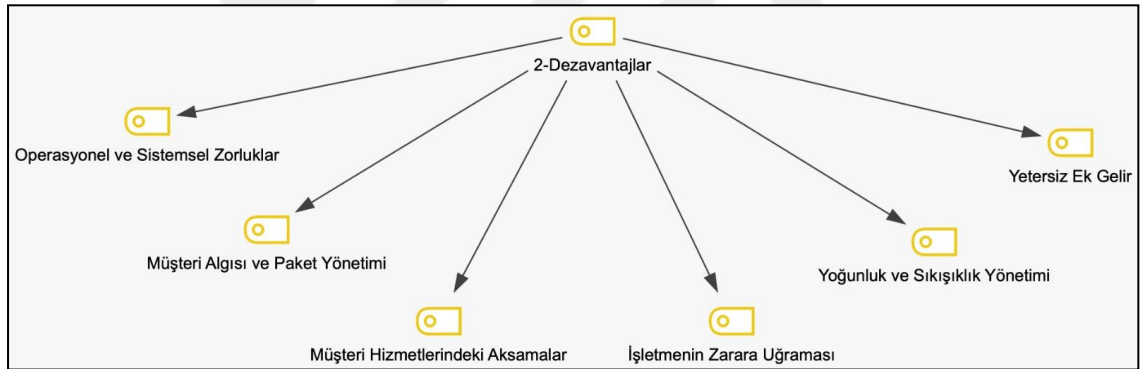 2-Dezavantajlar
Operasyonel ve Sistemsel Zorluklar
Yetersiz Ek Gelir
Müşteri Algısı ve Paket Yönetimi
Yoğunluk ve Sıkışıklık Yönetimi
Müşteri Hizmetlerindeki Aksamalar
İşletmenin Zarara Uğraması